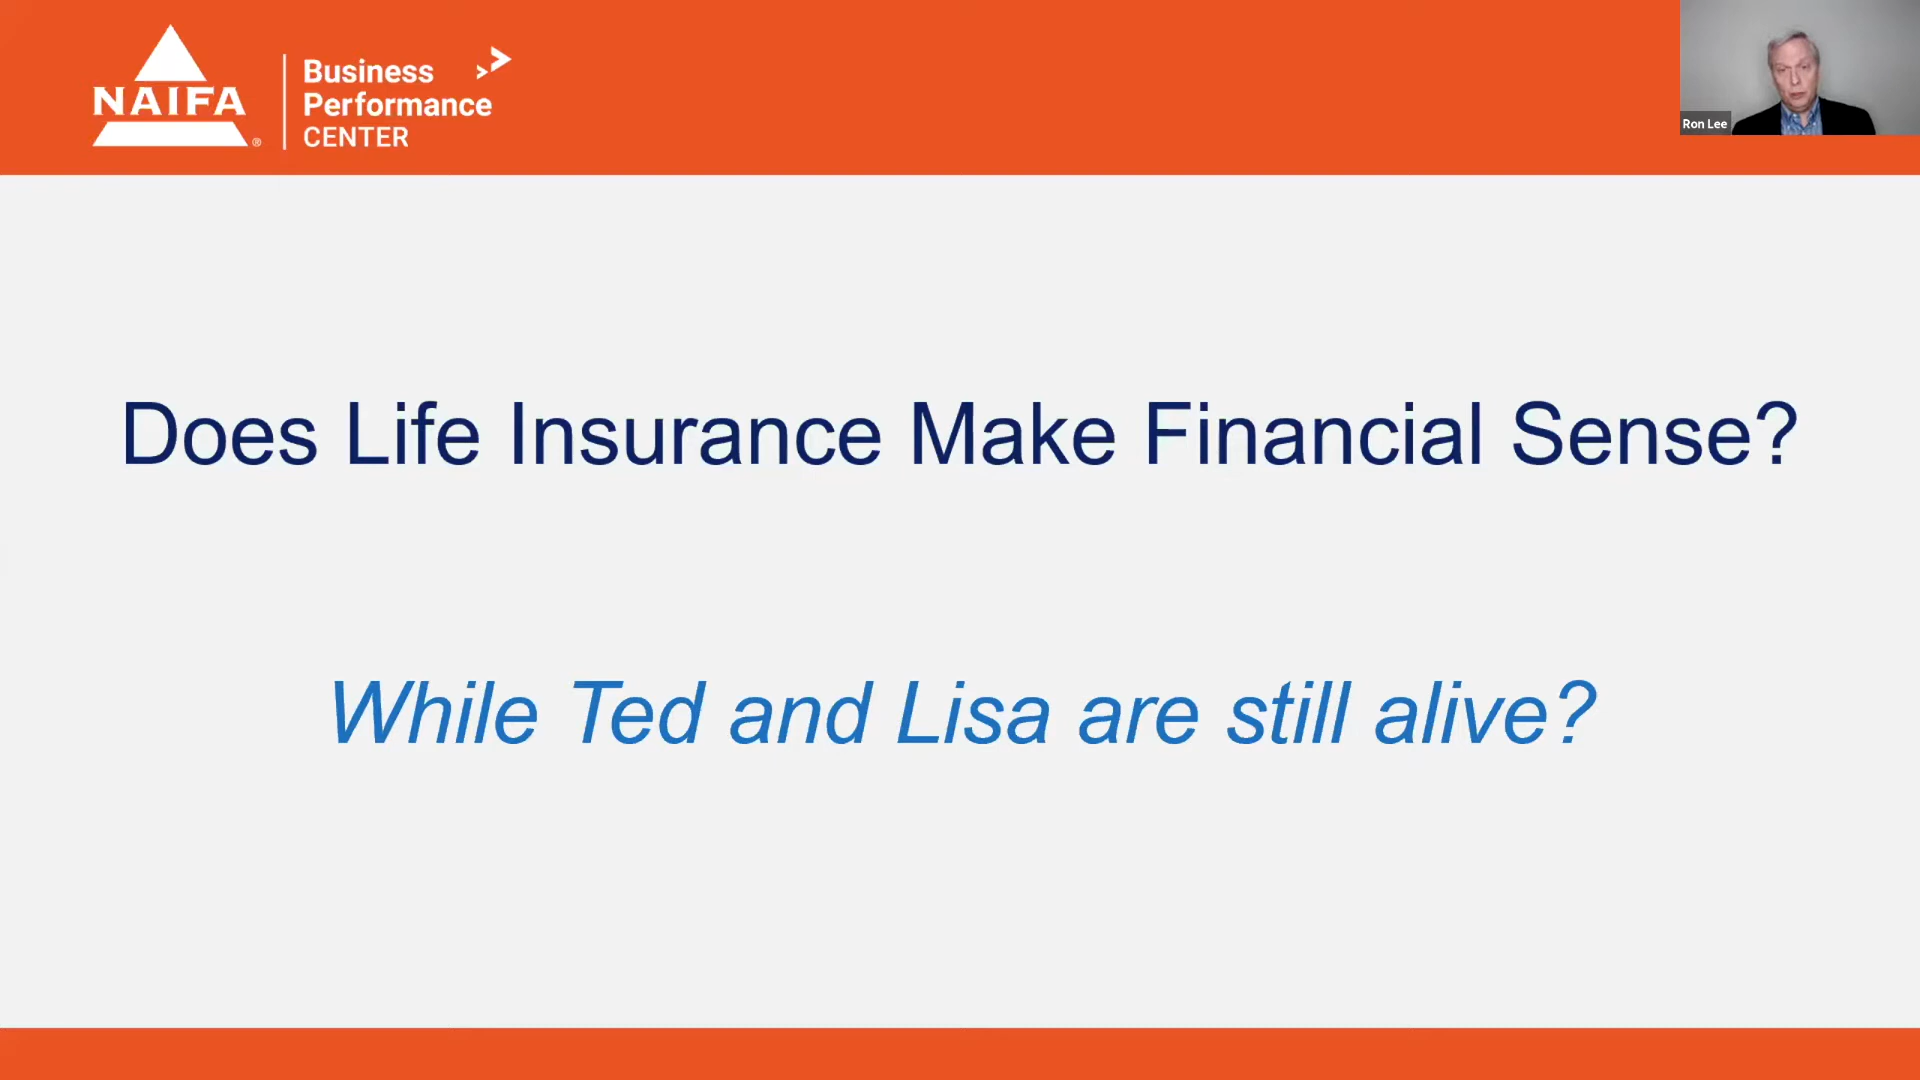 NAIFA®
Business
Performance
CENTER
Ron Lee
Does Life Insurance Make Financial Sense?
While Ted and Lisa are still alive?